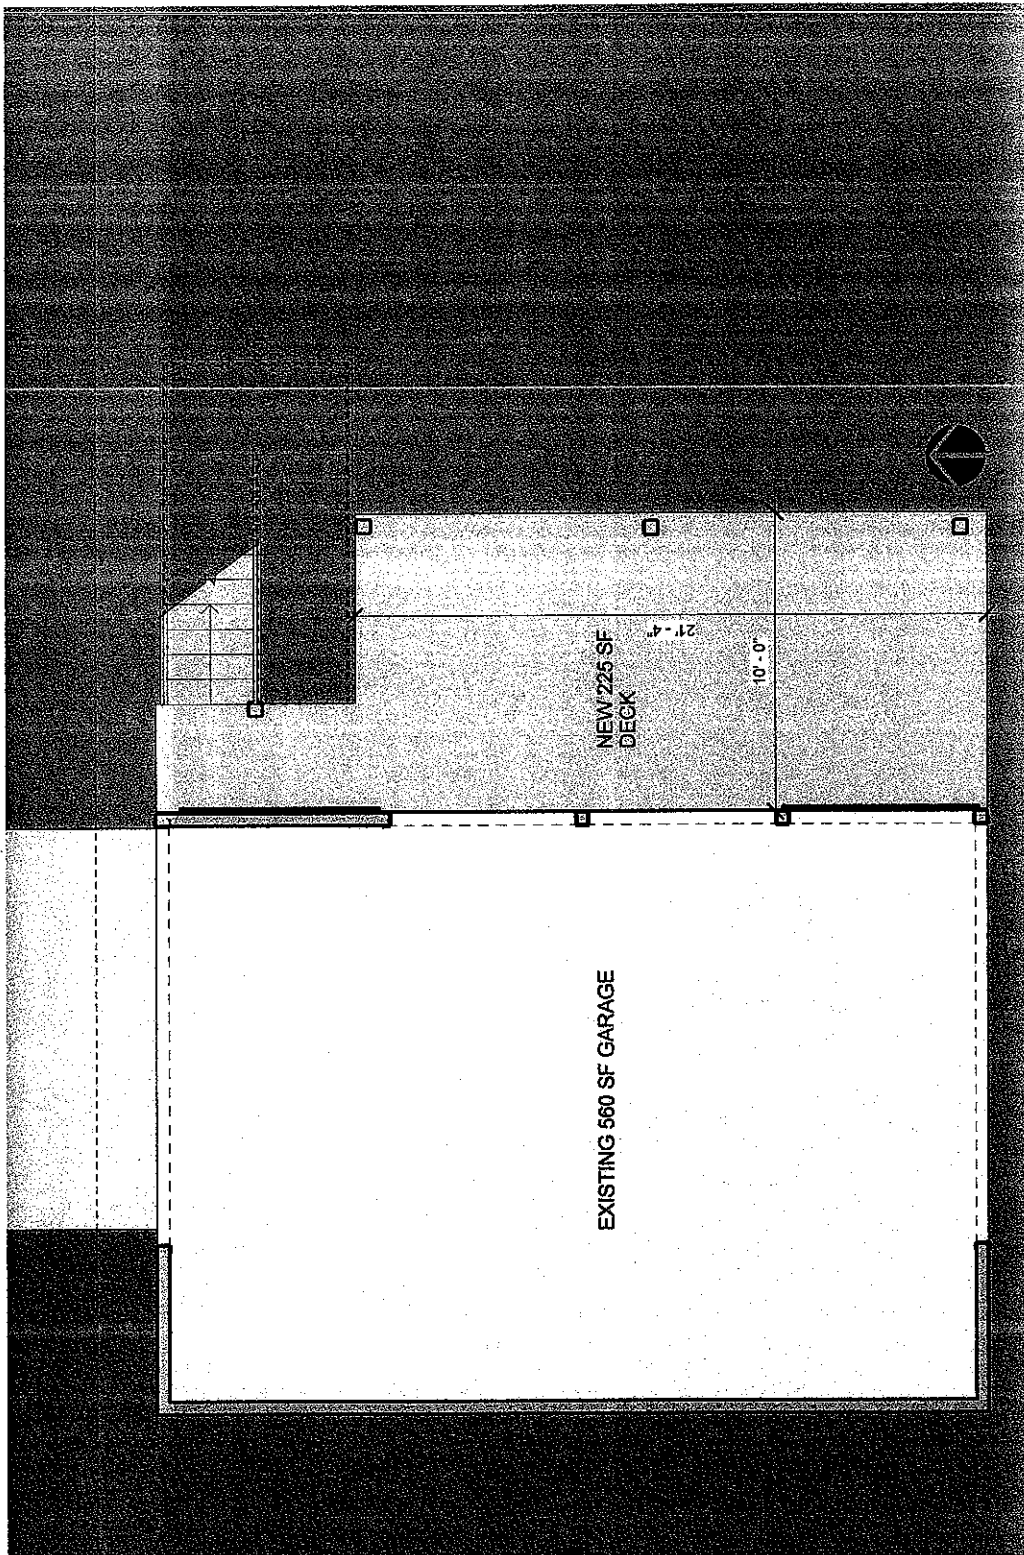 NEW 225 SF
DECK
21' - 4"
10' - 0"
EXISTING 560 SF GARAGE